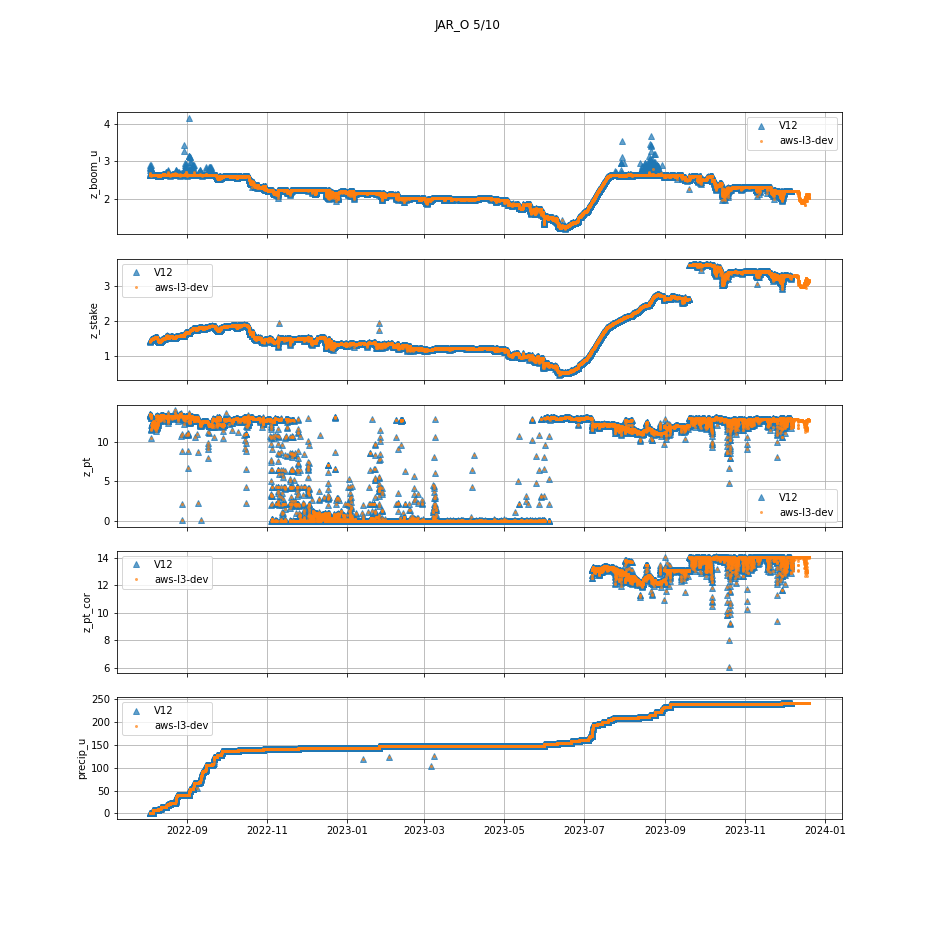 JAR_O 5/10
4
3
2
z_boom_u
V12
aws-l3-dev
3
2
1
z_stake
V12
aws-l3-dev
10
5
0
z_pt
V12
aws-l3-dev
14
12
10
8
6
z_pt_cor
V12
aws-l3-dev
250
200
150
100
50
0
precip_u
V12
aws-l3-dev
2022-09 2022-11 2023-01 2023-03 2023-05 2023-07 2023-09 2023-11 2024-01